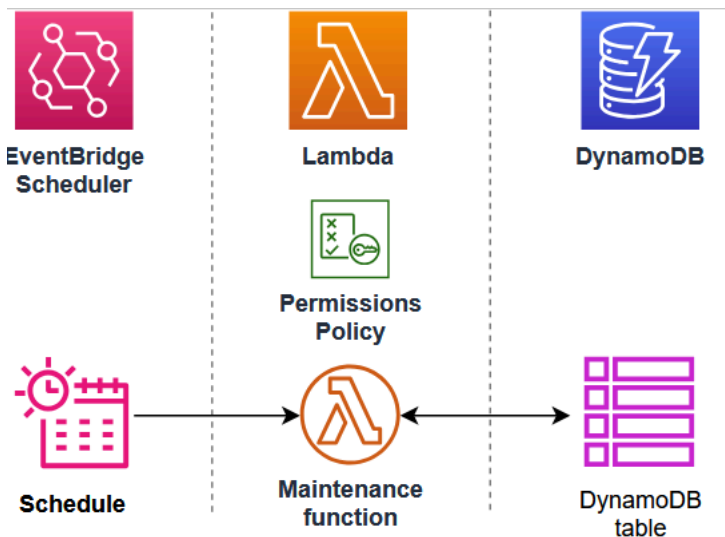 EventBridge
Scheduler
Lambda
DynamoDB
Permissions
Policy
Schedule
Maintenance
function
DynamoDB
table